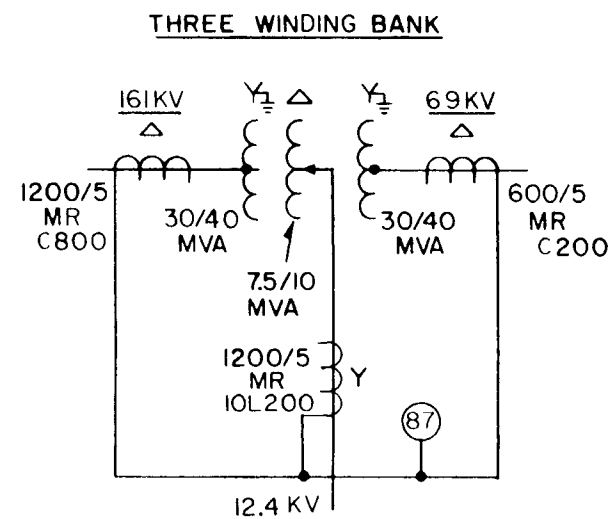 THREE WINDING BANK
161KV
Y
Δ
Y
69KV
Δ
Δ
1200/5
MR
C800
30/40
MVA
30/40
MVA
600/5
MR
C200
7.5/10
MVA
1200/5
MR
10L200
Y
87
12.4 KV